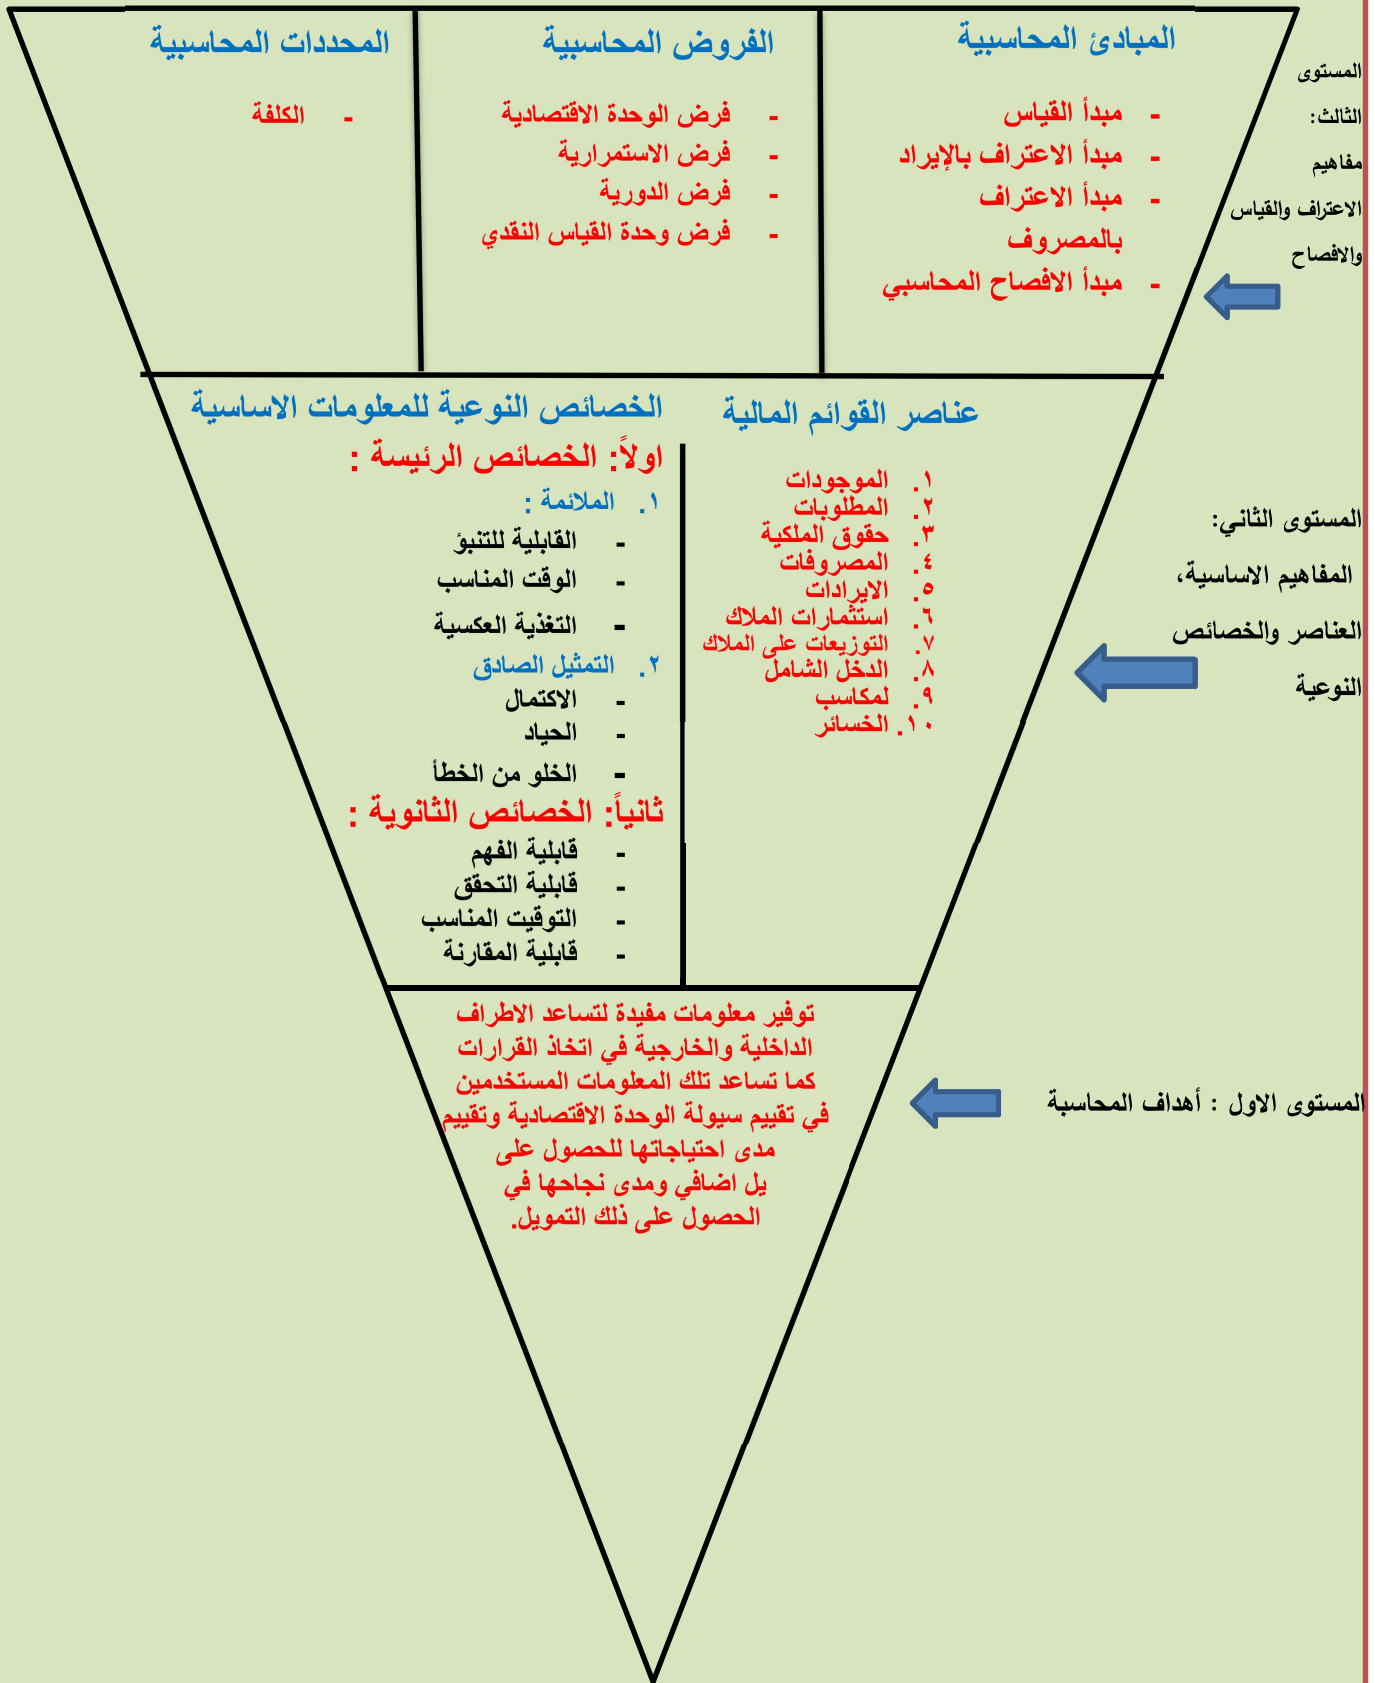 المبادئ المحاسبية
- مبدأ القياس
- مبدأ الاعتراف بالإيراد
- مبدأ الاعتراف
بالمصروف
- مبدأ الافصاح المحاسبي
الفروض المحاسبية
- فرض الوحدة الاقتصادية
- فرض الاستمرارية
- فرض الدورية
- فرض وحدة القياس النقدي
المحددات المحاسبية
- الكلفة
المستوى
الثالث:
مفاهيم
الاعتراف والقياس
والافصاح
عناصر القوائم المالية
١. الموجودات
٢. المطلوبات
٣. حقوق الملكية
٤. المصروفات
٥. الايرادات
٦. استثمارات الملاك
٧. التوزيعات على الملاك
٨. الدخل الشامل
٩. لمكاسب
١٠. الخسائر
الخصائص النوعية للمعلومات الاساسية
اولاً: الخصائص الرئيسة :
١. الملائمة :
- القابلية للتنبؤ
- الوقت المناسب
- التغذية العكسية
٢. التمثيل الصادق
- الاكتمال
- الحياد
- الخلو من الخطأ
ثانياً: الخصائص الثانوية :
- قابلية الفهم
- قابلية التحقق
- التوقيت المناسب
- قابلية المقارنة
المستوى الثاني:
المفاهيم الاساسية،
العناصر والخصائص
النوعية
توفير معلومات مفيدة لتساعد الاطراف
الداخلية والخارجية في اتخاذ القرارات
كما تساعد تلك المعلومات المستخدمين
في تقييم سيولة الوحدة الاقتصادية وتقييم
مدى احتياجاتها للحصول على
يل اضافي ومدى نجاحها في
الحصول على ذلك التمويل.
المستوى الاول : أهداف المحاسبة